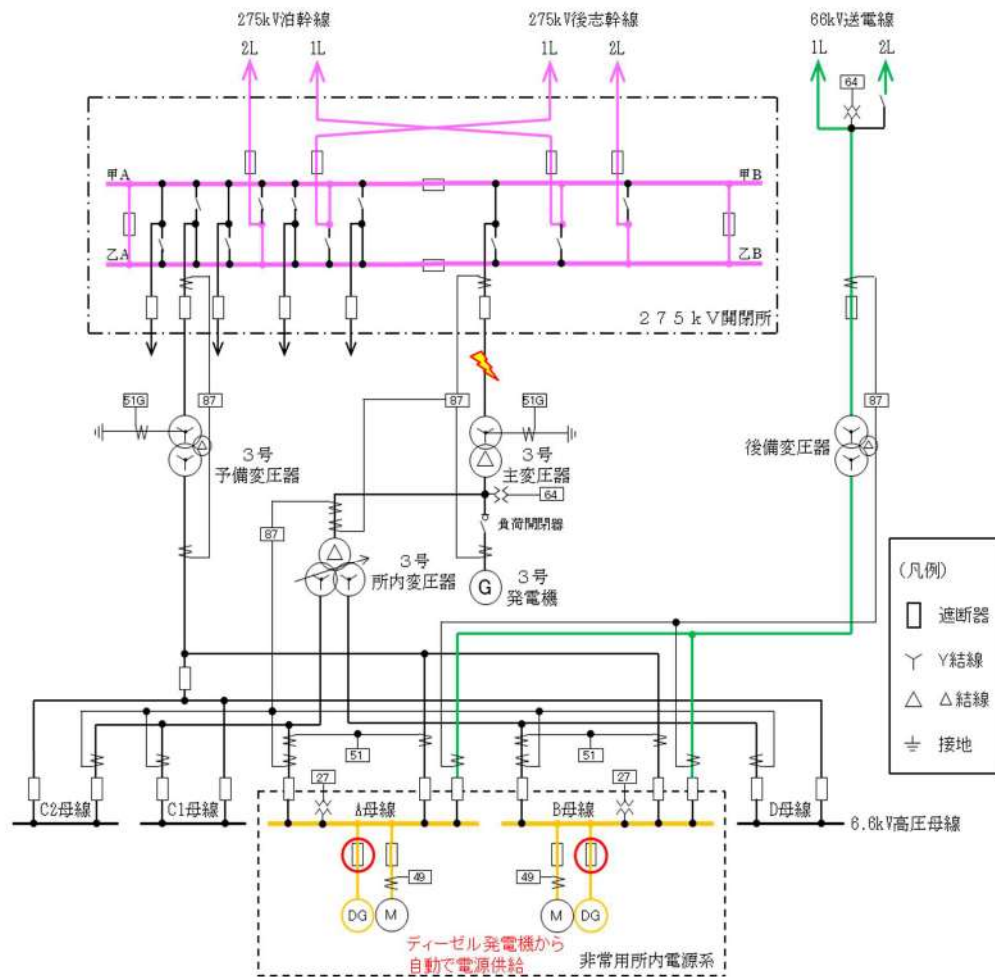 275kV泊幹線
275kV後志幹線
66kV送電線
2L
1L
1L
2L
1L
2L
64
甲A
甲B
乙A
乙B
275kV開閉所
51G
87
87
51G
87
3号
予備変圧器
3号
主変圧器
後備変圧器
64
87
負荷開閉器
3号
所内変圧器
G
3号
発電機
(凡例)
遮断器
Y結線
Δ結線
接地
51
51
27
27
C2母線
C1母線
A母線
B母線
D母線
6.6kV高圧母線
49
49
DG
M
M
DG
ディーゼル発電機から
自動で電源供給
非常用所内電源系